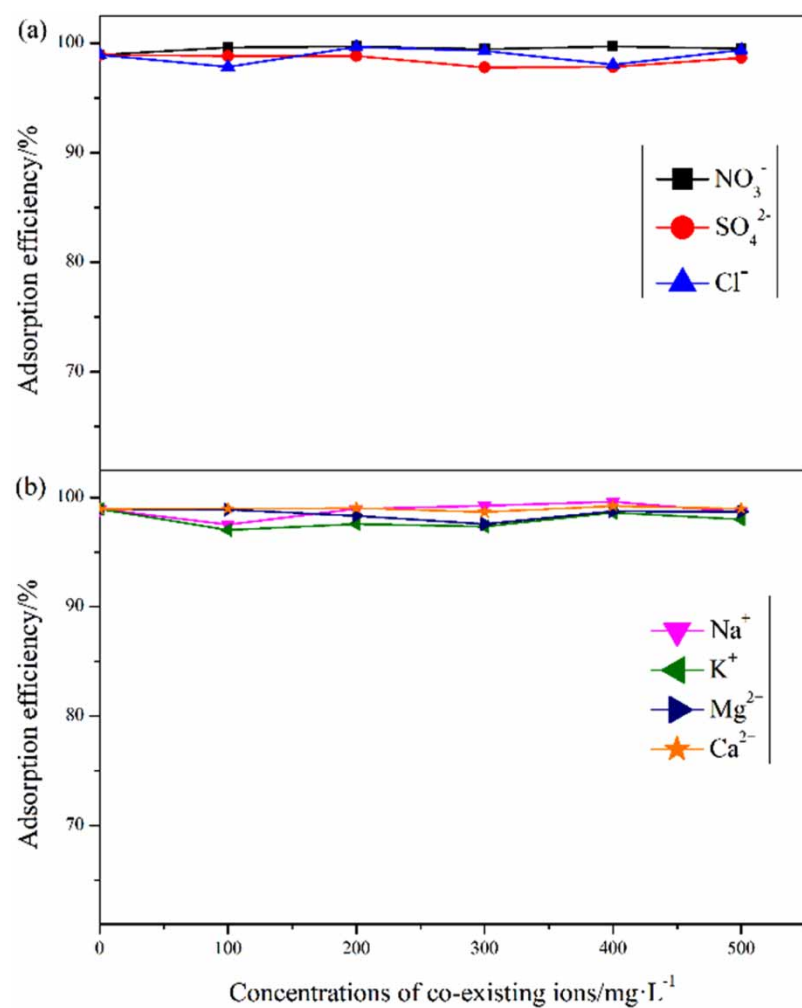 (a)
100
90
80
70
Adsorption efficiency/%
NO₃⁻
SO₄²⁻
Cl⁻
(b)
100
90
80
70
Adsorption efficiency/%
Na⁺
K⁺
Mg²⁻
Ca²⁻
0 100 200 300 400 500
Concentrations of co-existing ions/mg·L⁻¹